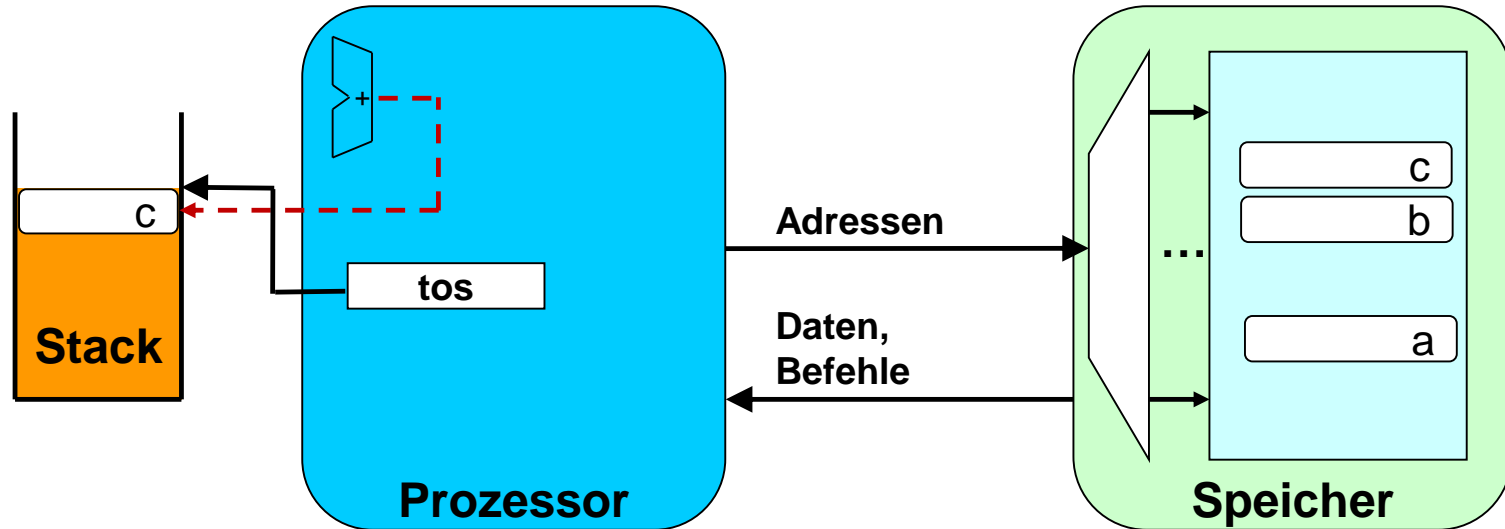 +
c
Stack
tos
Prozessor
Adressen
Daten,
Befehle
...
c
b
a
Speicher